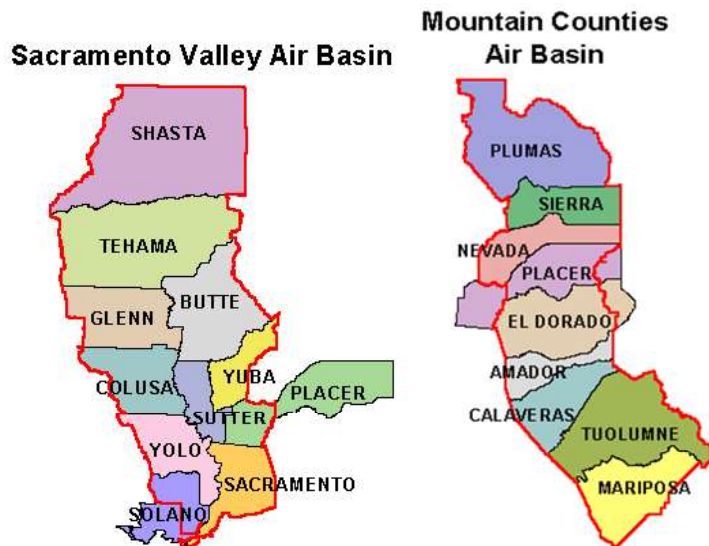 Sacramento Valley Air Basin
SHASTA
TEHAMA
BUTTE
GLENN
COLUSA
YUBA
PLACER
SUTTER
YOLO
SACRAMENTO
SOLANO
Mountain Counties
Air Basin
PLUMAS
SIERRA
NEVADA
PLACER
EL DORADO
AMADOR
CALAVERAS
TUOLUMNE
MARIPOSA